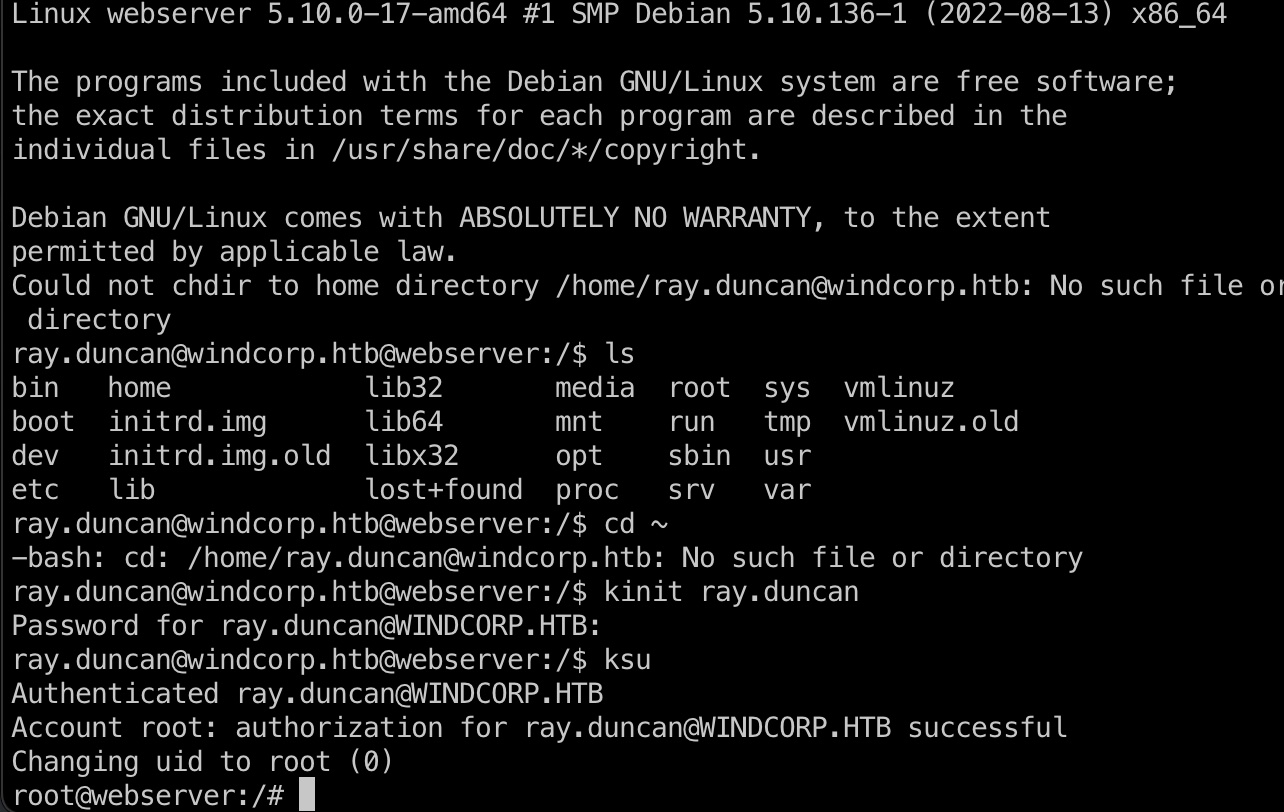 Linux webserver 5.10.0-17-amd64 #1 SMP Debian 5.10.136-1 (2022-08-13) x86_64
The programs included with the Debian GNU/Linux system are free software;
the exact distribution terms for each program are described in the
individual files in /usr/share/doc/*/copyright.
Debian GNU/Linux comes with ABSOLUTELY NO WARRANTY, to the extent
permitted by applicable law.
Could not chdir to home directory /home/ray.duncan@windcorp.htb: No such file or
 directory
ray.duncan@windcorp.htb@webserver:/$ ls
bin   home            lib32       media  root  sys  vmlinuz
boot  initrd.img      lib64       mnt    run   tmp  vmlinuz.old
dev   initrd.img.old  libx32      opt    sbin  usr
etc   lib             lost+found  proc   srv   var
ray.duncan@windcorp.htb@webserver:/$ cd ~
-bash: cd: /home/ray.duncan@windcorp.htb: No such file or directory
ray.duncan@windcorp.htb@webserver:/$ kinit ray.duncan
Password for ray.duncan@WINDCORP.HTB:
ray.duncan@windcorp.htb@webserver:/$ ksu
Authenticated ray.duncan@WINDCORP.HTB
Account root: authorization for ray.duncan@WINDCORP.HTB successful
Changing uid to root (0)
root@webserver:/#